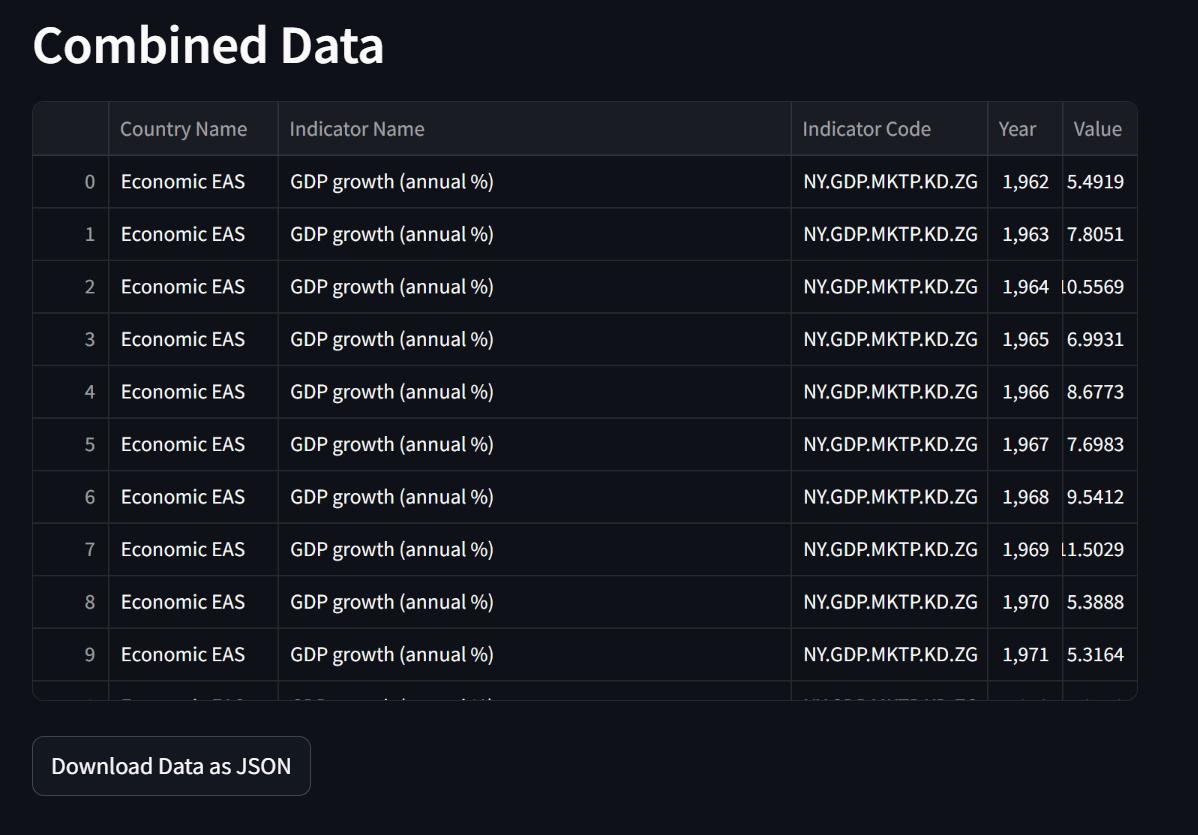 Combined Data
Country Name Indicator Name Indicator Code Year Value
0 Economic EAS GDP growth (annual %) NY.GDP.MKTP.KD.ZG 1,962 5.4919
1 Economic EAS GDP growth (annual %) NY.GDP.MKTP.KD.ZG 1,963 7.8051
2 Economic EAS GDP growth (annual %) NY.GDP.MKTP.KD.ZG 1,964 10.5569
3 Economic EAS GDP growth (annual %) NY.GDP.MKTP.KD.ZG 1,965 6.9931
4 Economic EAS GDP growth (annual %) NY.GDP.MKTP.KD.ZG 1,966 8.6773
5 Economic EAS GDP growth (annual %) NY.GDP.MKTP.KD.ZG 1,967 7.6983
6 Economic EAS GDP growth (annual %) NY.GDP.MKTP.KD.ZG 1,968 9.5412
7 Economic EAS GDP growth (annual %) NY.GDP.MKTP.KD.ZG 1,969 11.5029
8 Economic EAS GDP growth (annual %) NY.GDP.MKTP.KD.ZG 1,970 5.3888
9 Economic EAS GDP growth (annual %) NY.GDP.MKTP.KD.ZG 1,971 5.3164
Download Data as JSON